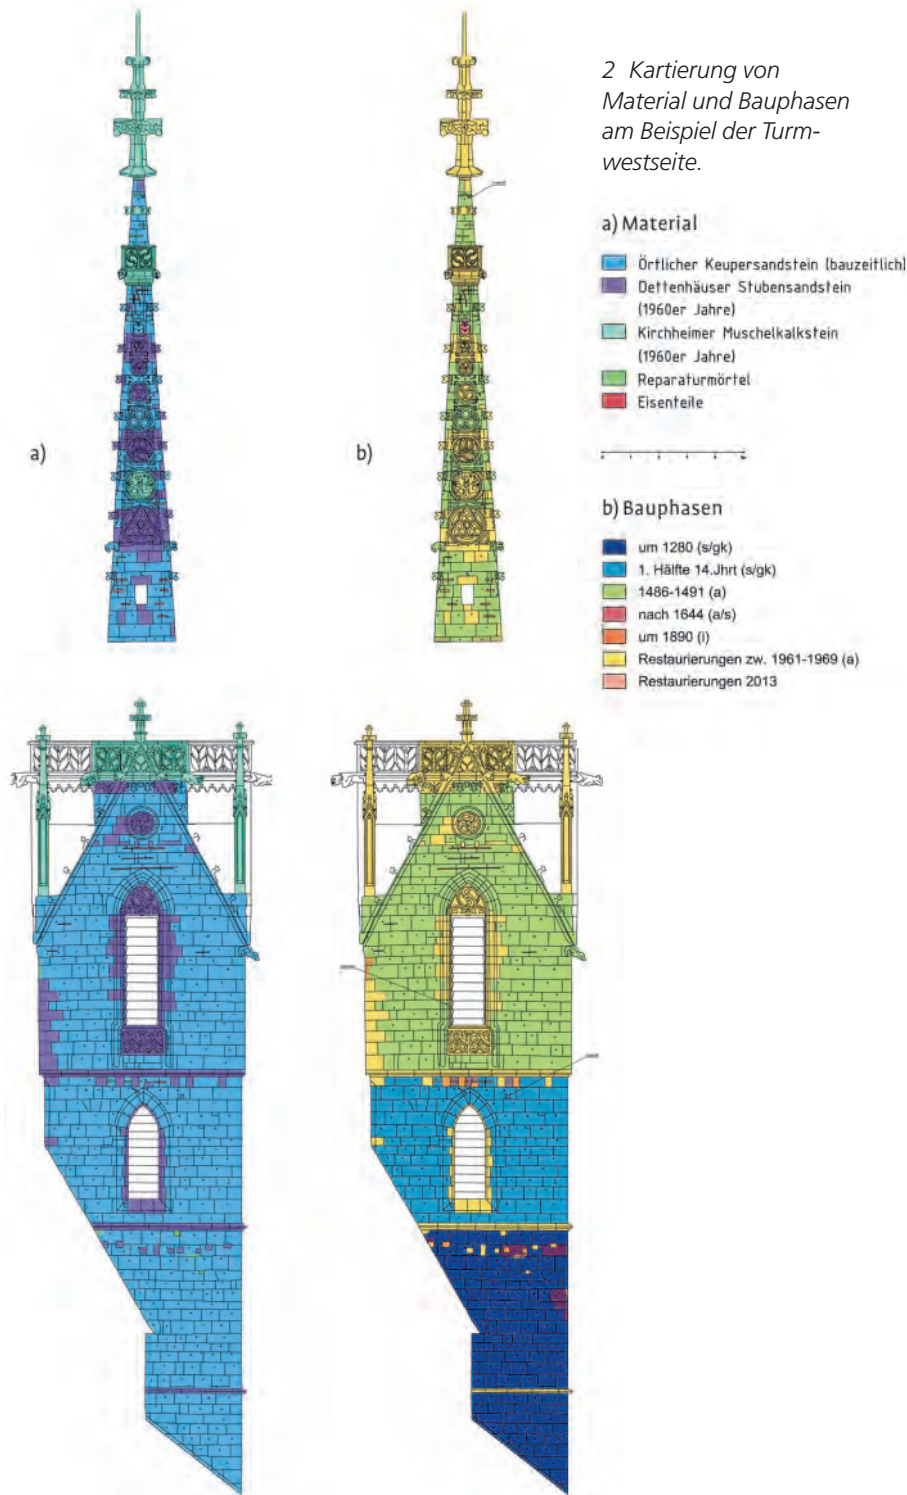 2 Kartierung von
Material und Bauphasen
am Beispiel der Turm-
westseite.
a) Material
Örtlicher Keupersandstein (bauzeitlich)
Dettenhäuser Stubensandstein
(1960er Jahre)
Kirchheimer Muschelkalkstein
(1960er Jahre)
Reparaturmörtel
Eisenteile
a)
b)
b) Bauphasen
um 1280 (s/gk)
1. Hälfte 14.Jhrt (s/gk)
1486-1491 (a)
nach 1644 (a/s)
um 1890 (i)
Restaurierungen zw. 1961-1969 (a)
Restaurierungen 2013